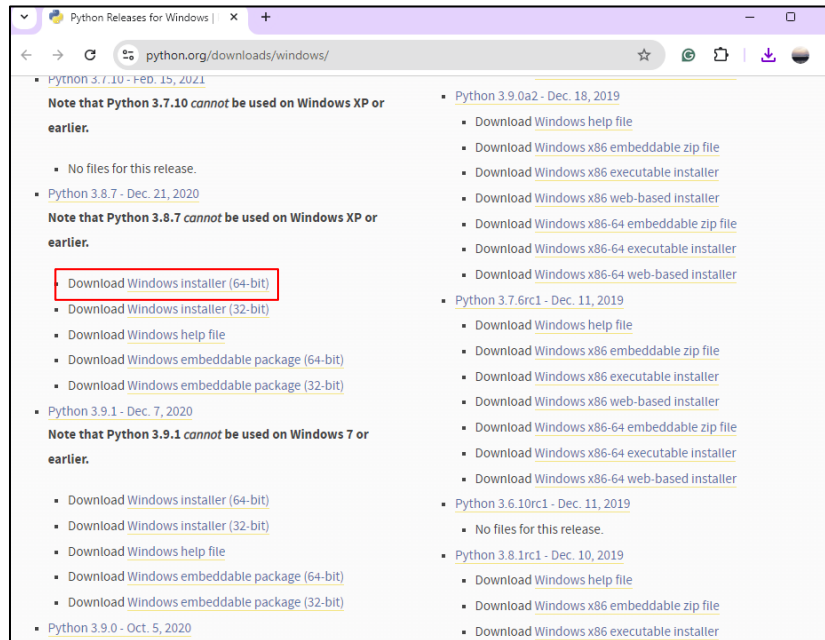 Python Releases for Windows |
python.org/downloads/windows/
Python 3.7.10 - Feb. 15, 2021
Note that Python 3.7.10 cannot be used on Windows XP or
earlier.
No files for this release.
Python 3.8.7 - Dec. 21, 2020
Note that Python 3.8.7 cannot be used on Windows XP or
earlier.
Download Windows installer (64-bit)
Download Windows installer (32-bit)
Download Windows help file
Download Windows embeddable package (64-bit)
Download Windows embeddable package (32-bit)
Python 3.9.1 - Dec. 7, 2020
Note that Python 3.9.1 cannot be used on Windows 7 or
earlier.
Download Windows installer (64-bit)
Download Windows installer (32-bit)
Download Windows help file
Download Windows embeddable package (64-bit)
Download Windows embeddable package (32-bit)
Python 3.9.0 - Oct. 5, 2020
Python 3.9.0a2 - Dec. 18, 2019
Download Windows help file
Download Windows x86 embeddable zip file
Download Windows x86 executable installer
Download Windows x86 web-based installer
Download Windows x86-64 embeddable zip file
Download Windows x86-64 executable installer
Download Windows x86-64 web-based installer
Python 3.7.6rc1 - Dec. 11, 2019
Download Windows help file
Download Windows x86 embeddable zip file
Download Windows x86 executable installer
Download Windows x86 web-based installer
Download Windows x86-64 embeddable zip file
Download Windows x86-64 executable installer
Download Windows x86-64 web-based installer
Python 3.6.10rc1 - Dec. 11, 2019
No files for this release.
Python 3.8.1rc1 - Dec. 10, 2019
Download Windows help file
Download Windows x86 embeddable zip file
Download Windows x86 executable installer